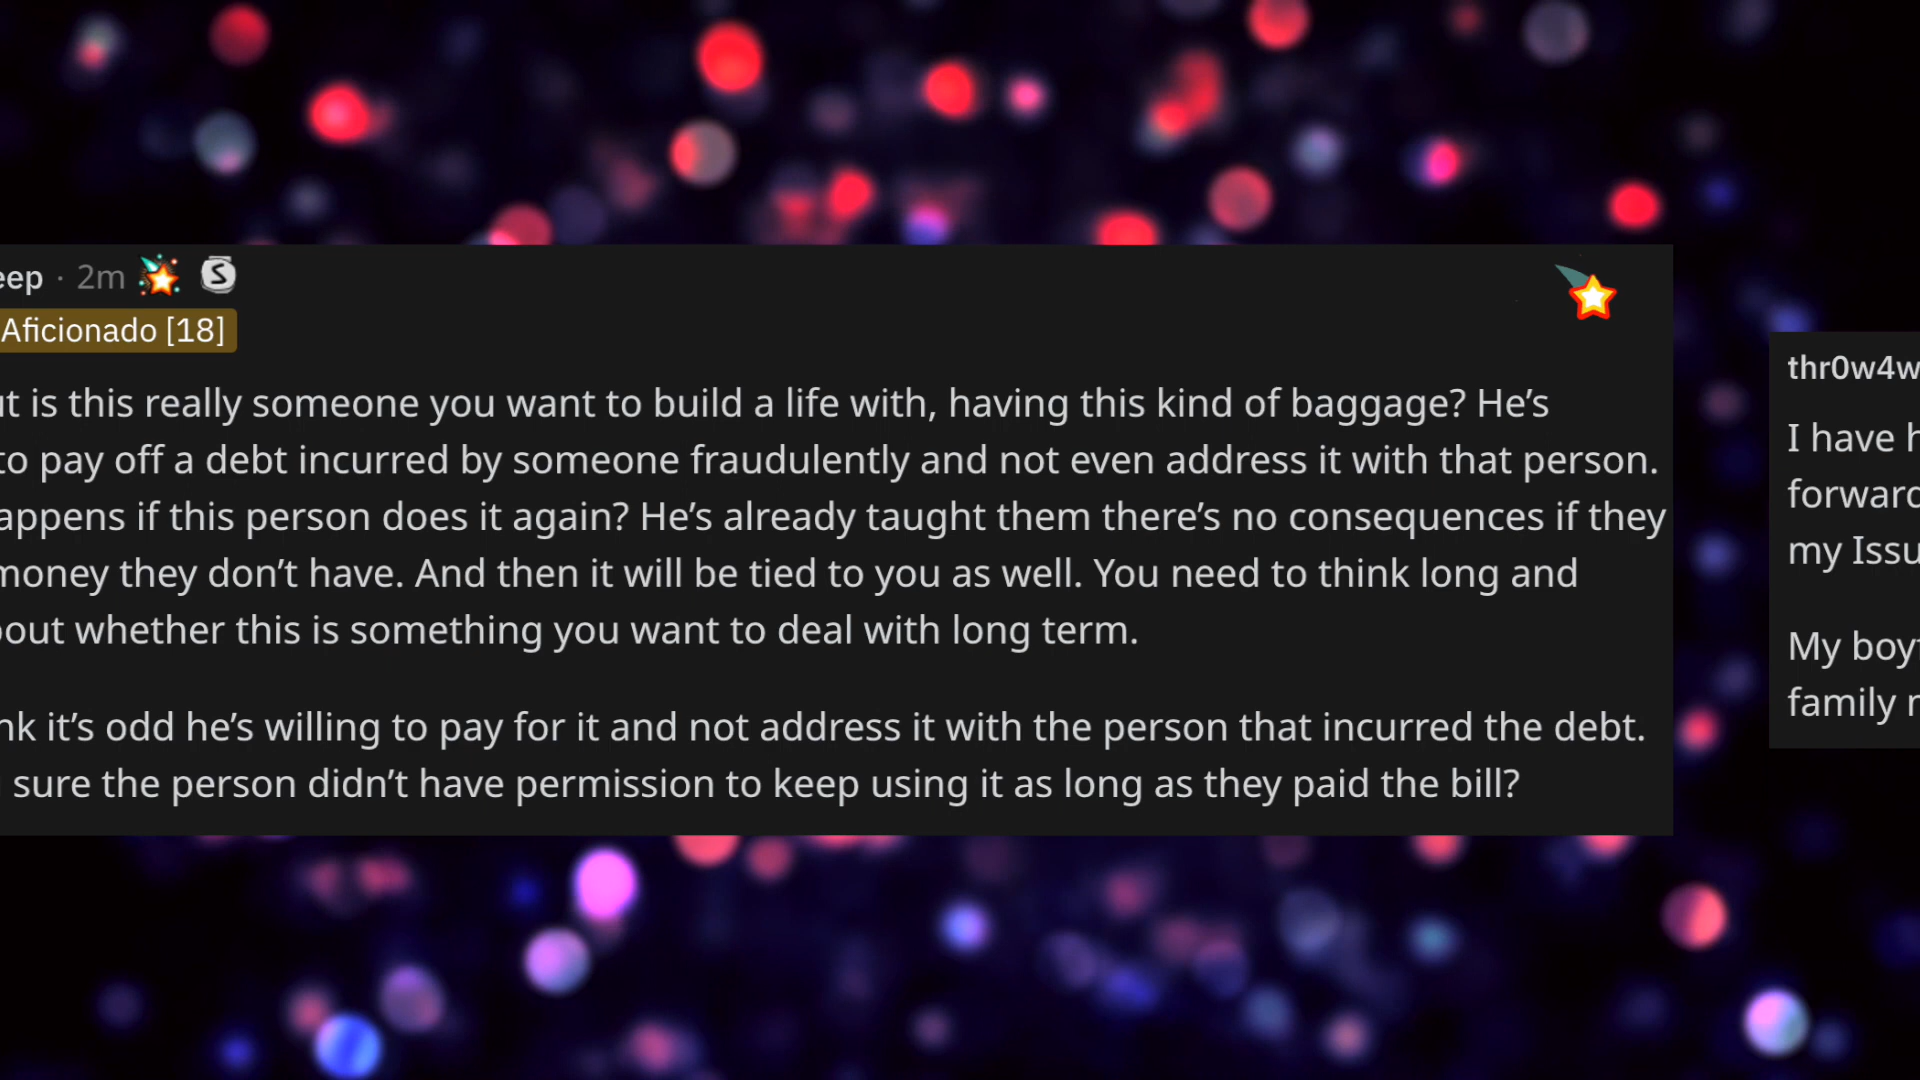 eep · 2m
Aficionado [18]
is this really someone you want to build a life with, having this kind of baggage? He’s
to pay off a debt incurred by someone fraudulently and not even address it with that person.
appens if this person does it again? He’s already taught them there’s no consequences if they
money they don’t have. And then it will be tied to you as well. You need to think long and
bout whether this is something you want to deal with long term.
nk it’s odd he’s willing to pay for it and not address it with the person that incurred the debt.
sure the person didn’t have permission to keep using it as long as they paid the bill?
thr0w4w
I have h
forward
my Issu
My boyf
family